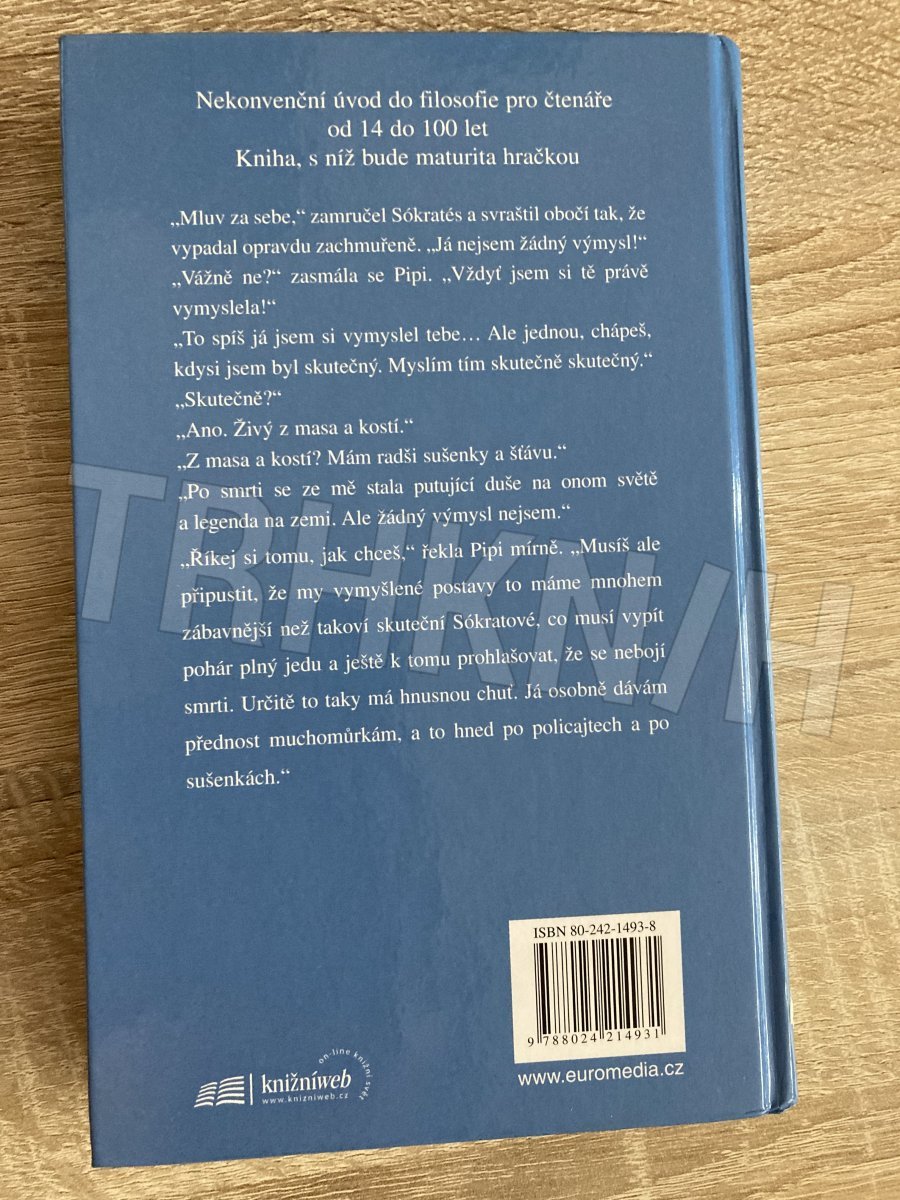 Nekonvenční úvod do filosofie pro čtenáře
od 14 do 100 let
Kniha, s níž bude maturita hračkou
„Mluv za sebe,“ zamručel Sókratés a svraštil obočí tak, že
vypadal opravdu zachmuřeně. „Já nejsem žádný výmysl!“
„Vážně ne?“ zasmála se Pipi. „Vždyť jsem si tě právě
vymyslela!“
„To spíš já jsem si vymyslel tebe… Ale jednou, chápeš,
kdysi jsem byl skutečný. Myslím tím skutečně skutečný.“
„Skutečně?“
„Ano. Živý z masa a kostí.“
„Z masa a kostí? Mám radši sušenky a šťávu.“
„Po smrti se ze mě stala putující duše na onom světě
a legenda na zemi. Ale žádný výmysl nejsem.“
„Říkej si tomu, jak chceš,“ řekla Pipi mírně. „Musíš ale
připustit, že my vymyšlené postavy to máme mnohem
zábavnější než takoví skuteční Sókratové, co musí vypít
pohár plný jedu a ještě k tomu prohlašovat, že se nebojí
smrti. Určitě to taky má hnusnou chuť. Já osobně dávám
přednost muchomůrkám, a to hned po policajtech a po
sušenkách.“
TRHKNIH
ISBN 80-242-1493-8
9 788024 214931
www.euromedia.cz
on-line knižní svět
knižníweb
www.knizniweb.cz